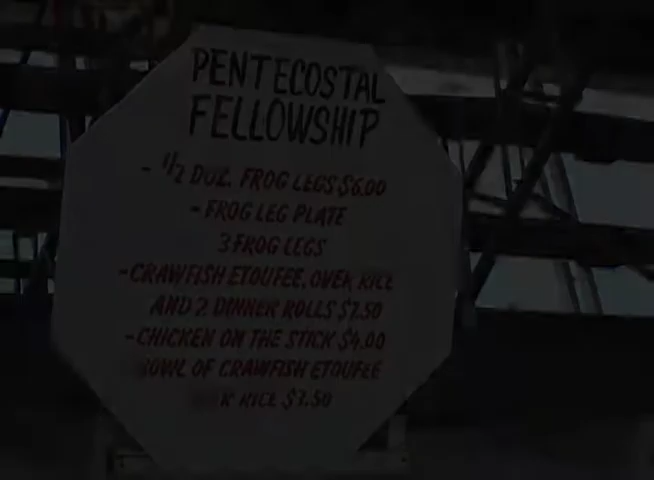 PENTECOSTAL
FELLOWSHIP
- 1/2 DOZ. FROG LEGS $6.00
- FROG LEG PLATE
3 FROG LEGS
- CRAWFISH ETOUFEE, OVER RICE
AND 2 DINNER ROLLS $7.50
- CHICKEN ON THE STICK $4.00
BOWL OF CRAWFISH ETOUFEE
RICE $3.50